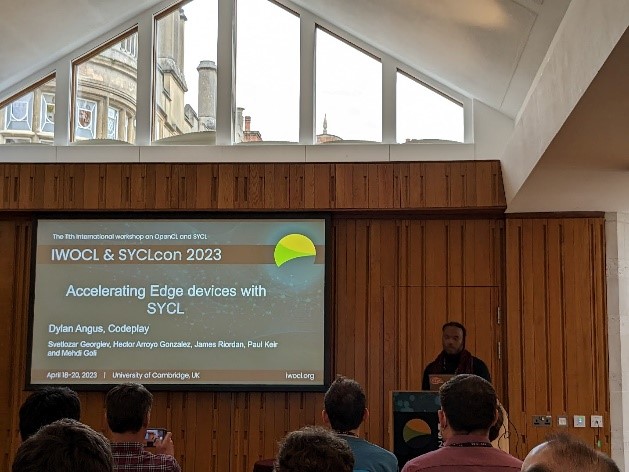 The 11th International workshop on OpenCL and SYCL
IWOCL & SYCLcon 2023
Accelerating Edge devices with
SYCL
Dylan Angus, Codeplay
Svetlozar Georgiev, Hector Arroyo Gonzalez, James Riordan, Paul Keir
and Mehdi Goli
April 18-20, 2023 | University of Cambridge, UK
iwocl.org